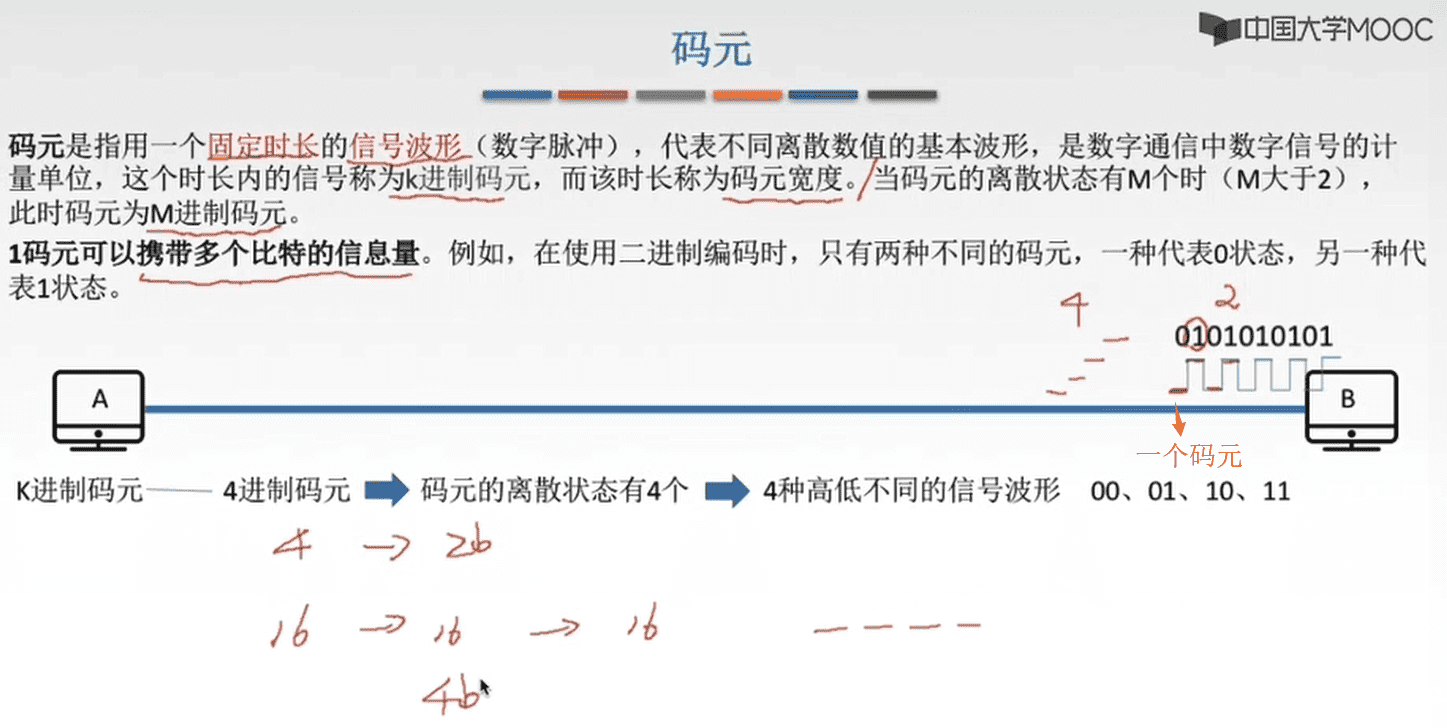 中国大学MOOC
码元
码元是指用一个固定时长的信号波形（数字脉冲），代表不同离散数值的基本波形，是数字通信中数字信号的计
量单位，这个时长内的信号称为k进制码元，而该时长称为码元宽度。当码元的离散状态有M个时（M大于2），
此时码元为M进制码元。
1码元可以携带多个比特的信息量。例如，在使用二进制编码时，只有两种不同的码元，一种代表0状态，另一种代
表1状态。
4 2
0101010101
A B
一个码元
K进制码元 4进制码元 码元的离散状态有4个 4种高低不同的信号波形 00、01、10、11
4 → 2b
16 → 16 → 16
4b